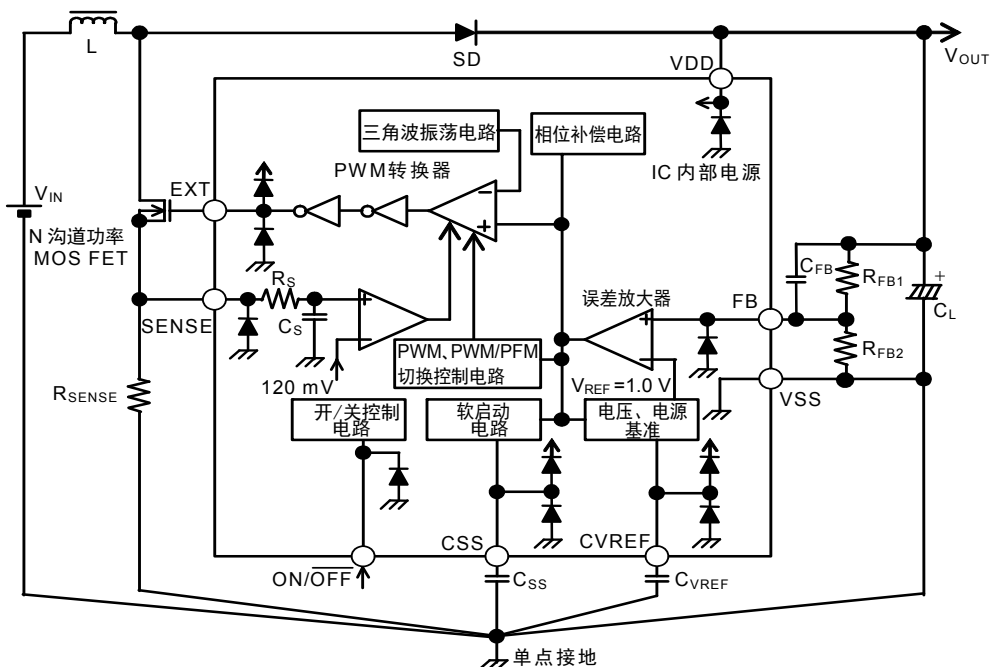 L
SD
VOUT
VDD
三角波振荡电路
相位补偿电路
PWM转换器
IC 内部电源
VIN
EXT
N 沟道功率
MOS FET
RS
误差放大器
FB
CFB
RFB1
+
CL
SENSE
CS
RFB2
120 mV
PWM、PWM/PFM
切换控制电路
VREF=1.0 V
VSS
RSENSE
开/关控制
电路
软启动
电路
电压、电源
基准
CSS
CVREF
ON/OFF
CSS
CVREF
单点接地